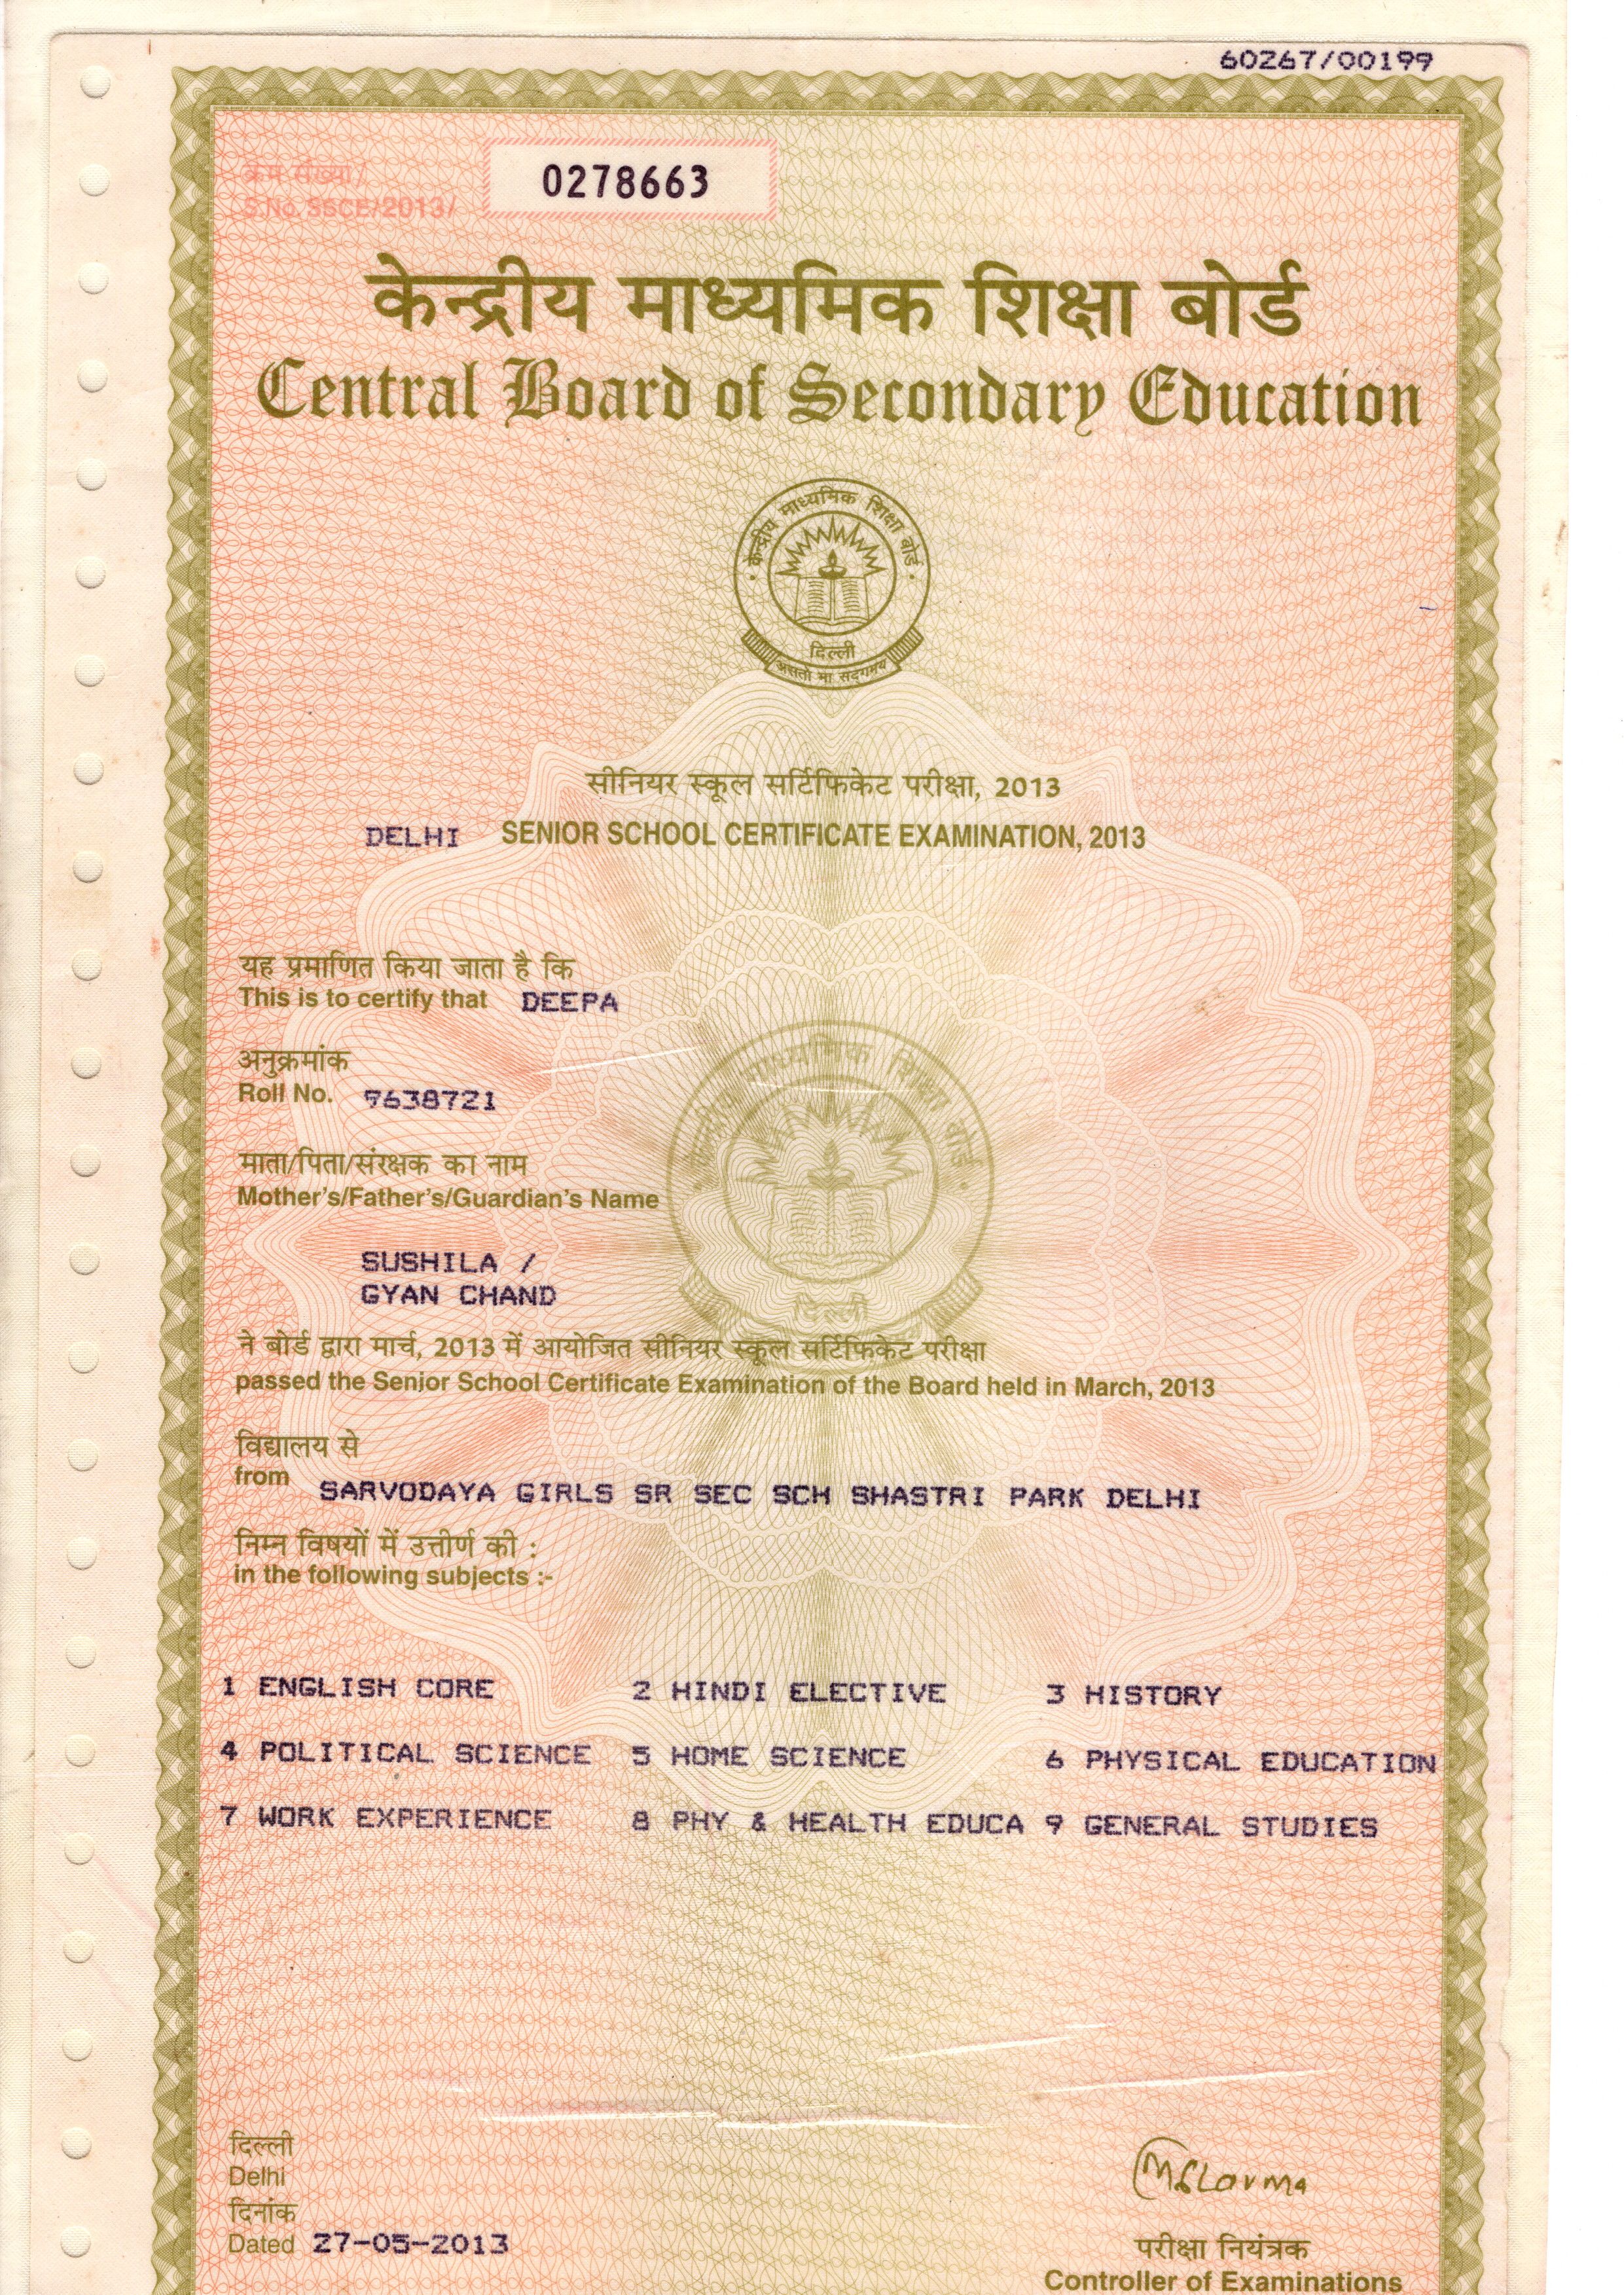 60267/00199
क्रम संख्या/
S.No. SSCE/2013/
0278663
केन्द्रीय माध्यमिक शिक्षा बोर्ड
Central Board of Secondary Education
केन्द्रीय माध्यमिक शिक्षा बोर्ड
दिल्ली
असतो मा सद्गमय
सीनियर स्कूल सर्टिफिकेट परीक्षा, 2013
DELHI SENIOR SCHOOL CERTIFICATE EXAMINATION, 2013
यह प्रमाणित किया जाता है कि
This is to certify that DEEPA
अनुक्रमांक
Roll No. 9638721
माता/पिता/संरक्षक का नाम
Mother's/Father's/Guardian's Name
SUSHILA /
GYAN CHAND
ने बोर्ड द्वारा मार्च, 2013 में आयोजित सीनियर स्कूल सर्टिफिकेट परीक्षा
passed the Senior School Certificate Examination of the Board held in March, 2013
विद्यालय से
from SARVODAYA GIRLS SR SEC SCH SHASTRI PARK DELHI
निम्न विषयों में उत्तीर्ण की :
in the following subjects :-
1 ENGLISH CORE 2 HINDI ELECTIVE 3 HISTORY
4 POLITICAL SCIENCE 5 HOME SCIENCE 6 PHYSICAL EDUCATION
7 WORK EXPERIENCE 8 PHY & HEALTH EDUCA 9 GENERAL STUDIES
दिल्ली
Delhi
दिनांक
Dated 27-05-2013
परीक्षा नियंत्रक
Controller of Examinations